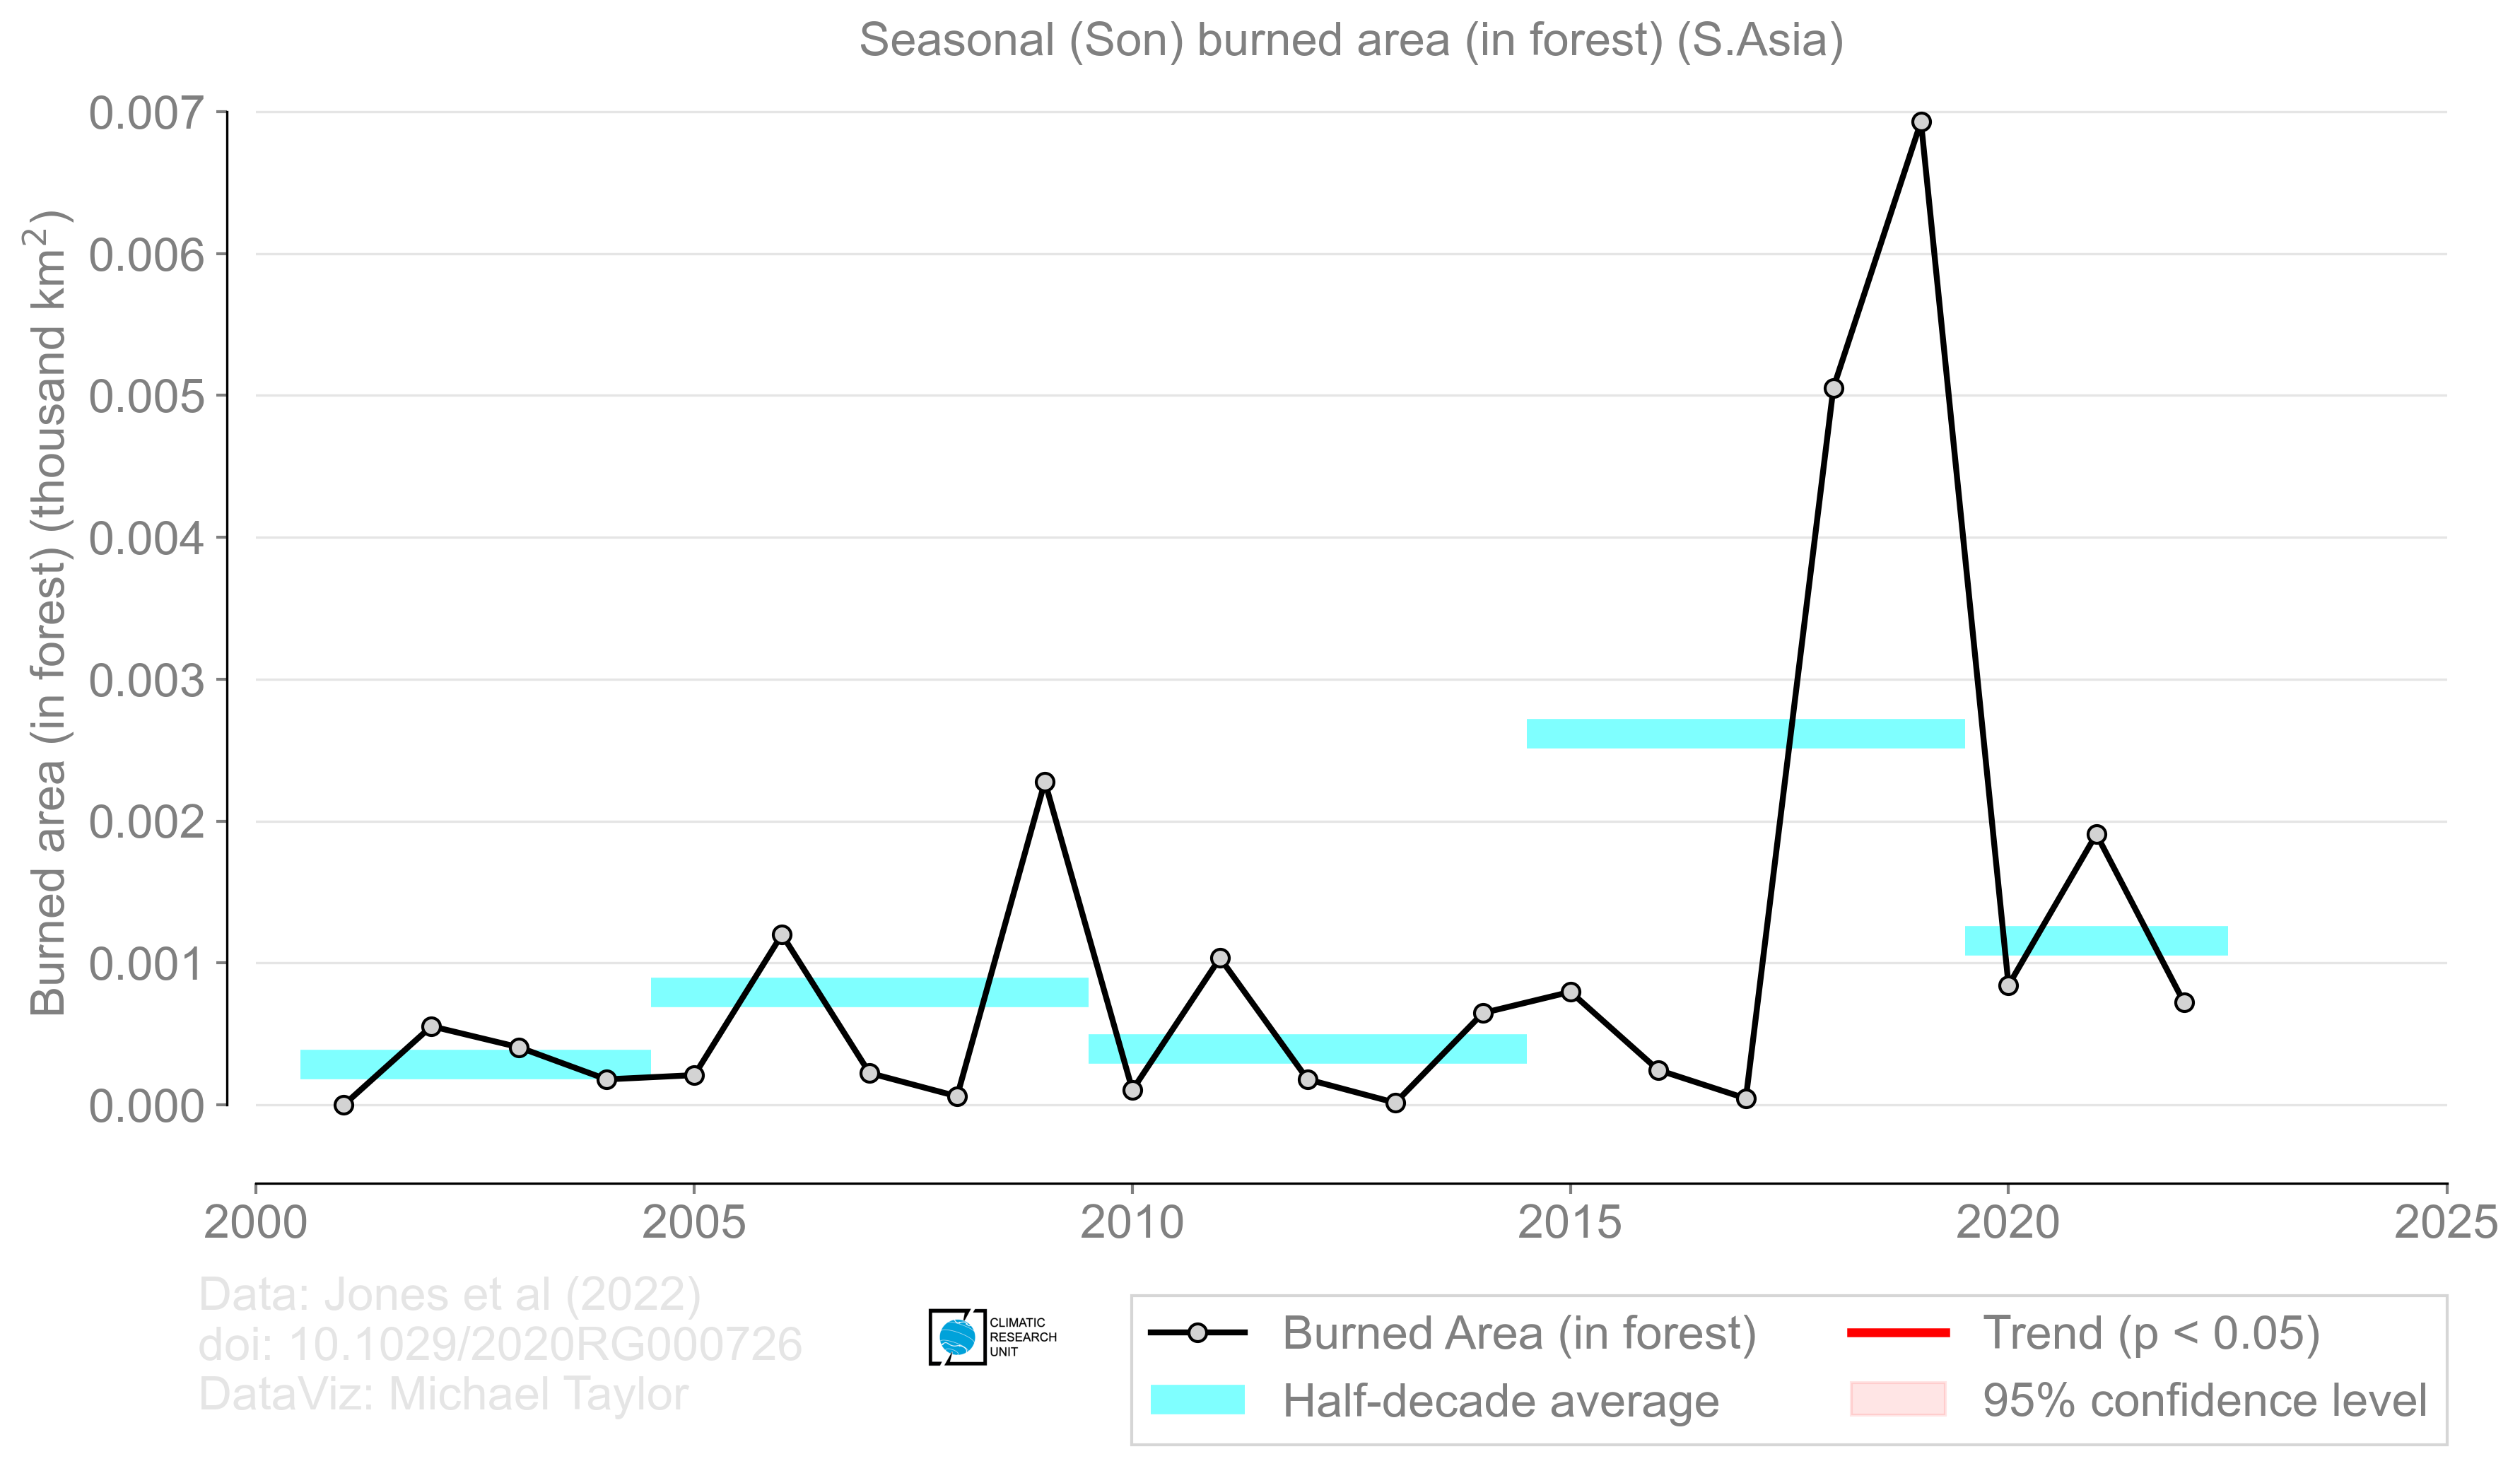 Seasonal (Son) burned area (in forest) (S.Asia)
Burned area (in forest) (thousand km²)
0.007
0.006
0.005
0.004
0.003
0.002
0.001
0.000
2000 2005 2010 2015 2020 2025
Data: Jones et al (2022)
doi: 10.1029/2020RG000726
DataViz: Michael Taylor
CLIMATIC
RESEARCH
UNIT
Burned Area (in forest)
Half-decade average
Trend (p < 0.05)
95% confidence level